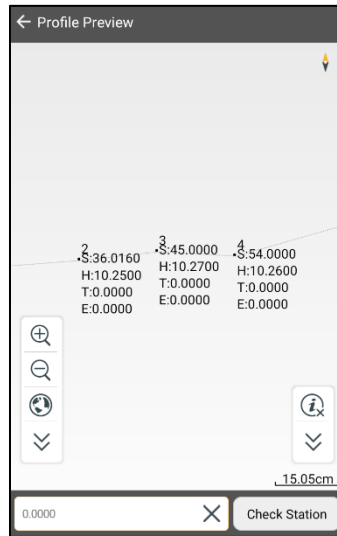 Profile Preview
2
S:36.0160
H:10.2500
T:0.0000
E:0.0000
3
S:45.0000
H:10.2700
T:0.0000
E:0.0000
4
S:54.0000
H:10.2600
T:0.0000
E:0.0000
15.05cm
0.0000
Check Station